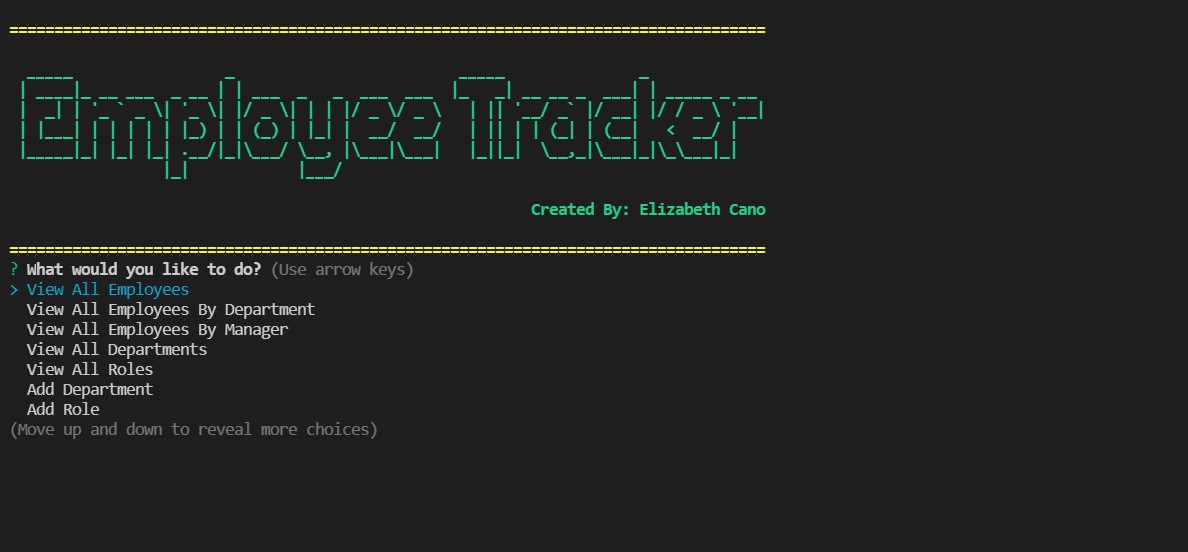 Employee Tracker
Created By: Elizabeth Cano
? What would you like to do? (Use arrow keys)
> View All Employees
View All Employees By Department
View All Employees By Manager
View All Departments
View All Roles
Add Department
Add Role
(Move up and down to reveal more choices)